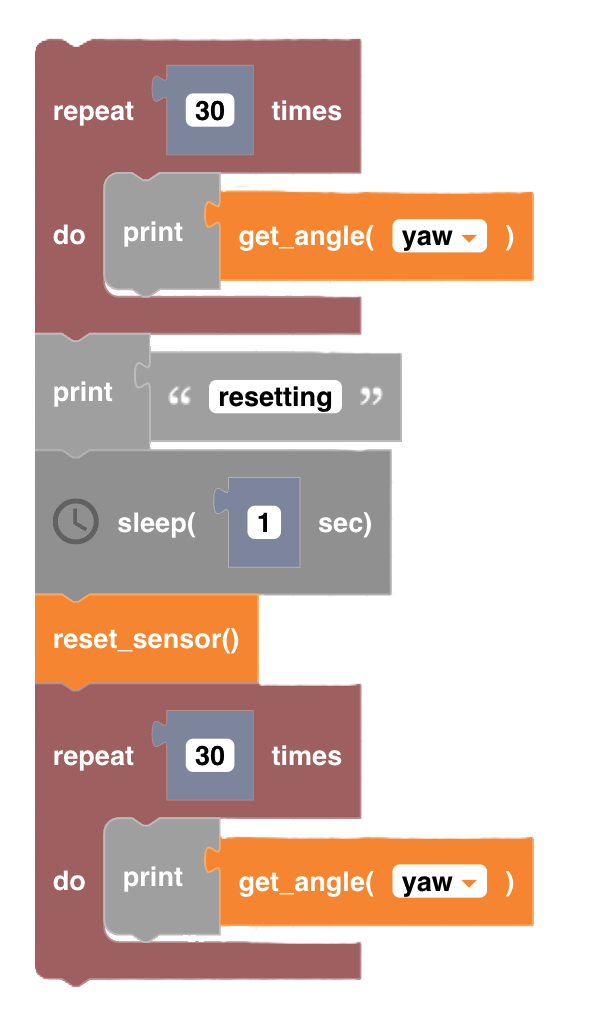 repeat 30 times
do print get_angle( yaw )
print “ resetting ”
sleep( 1 sec)
reset_sensor()
repeat 30 times
do print get_angle( yaw )